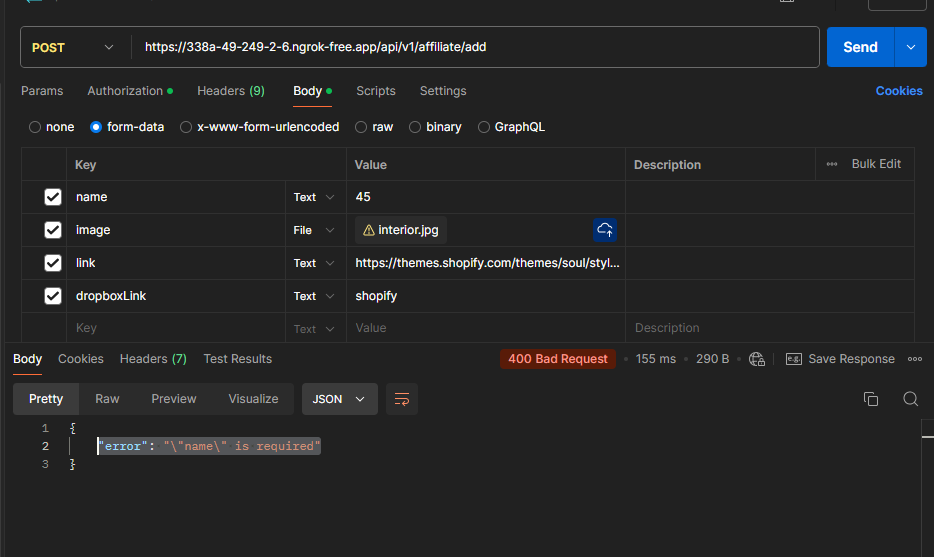 POST https://338a-49-249-2-6.ngrok-free.app/api/v1/affiliate/add Send
Params Authorization Headers (9) Body Scripts Settings Cookies
none form-data x-www-form-urlencoded raw binary GraphQL
Key Value Description Bulk Edit
name Text 45
image File interior.jpg
link Text https://themes.shopify.com/themes/soul/styl...
dropboxLink Text shopify
Key Text Value Description
Body Cookies Headers (7) Test Results 400 Bad Request 155 ms 290 B e.g. Save Response
Pretty Raw Preview Visualize JSON
1 {
2 "error": "\"name\" is required"
3 }